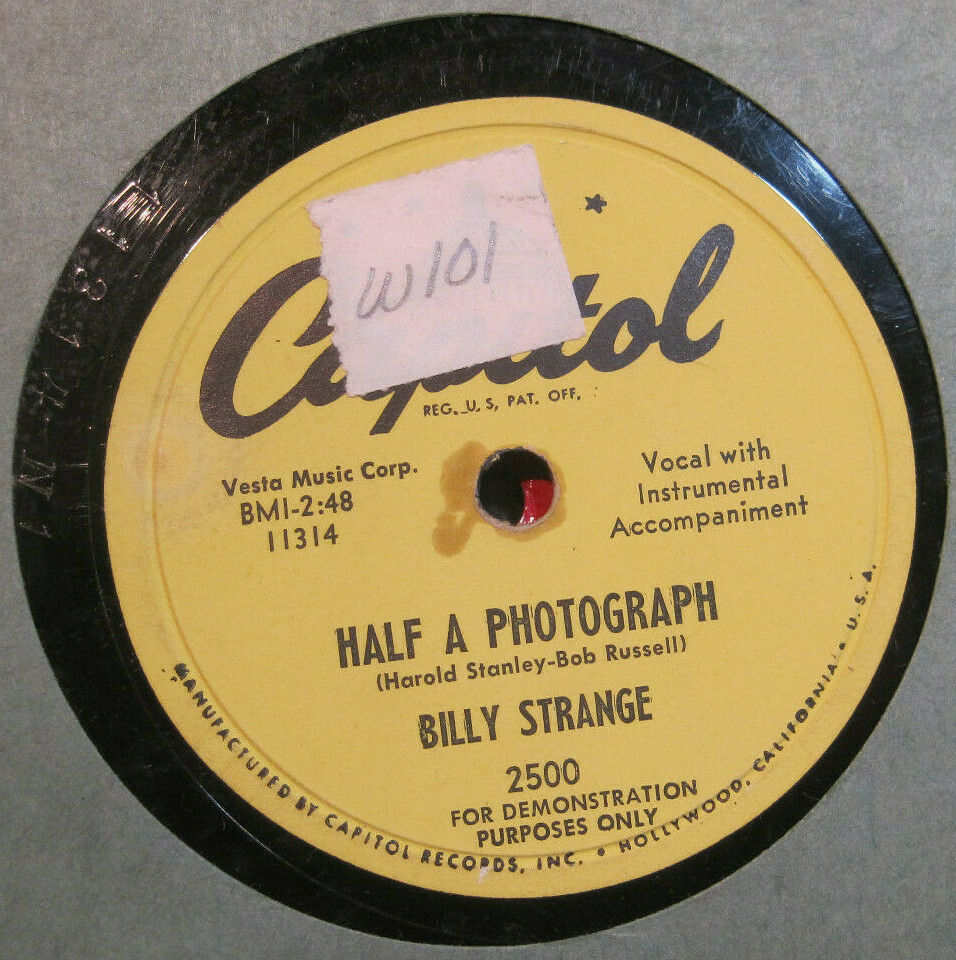 W101
Capitol
REG. U. S. PAT. OFF.
Vesta Music Corp.
BMI-2:48
11314
Vocal with
Instrumental
Accompaniment
HALF A PHOTOGRAPH
(Harold Stanley-Bob Russell)
BILLY STRANGE
2500
FOR DEMONSTRATION
PURPOSES ONLY
MANUFACTURED BY CAPITOL RECORDS, INC. • HOLLYWOOD, CALIFORNIA • U. S. A.